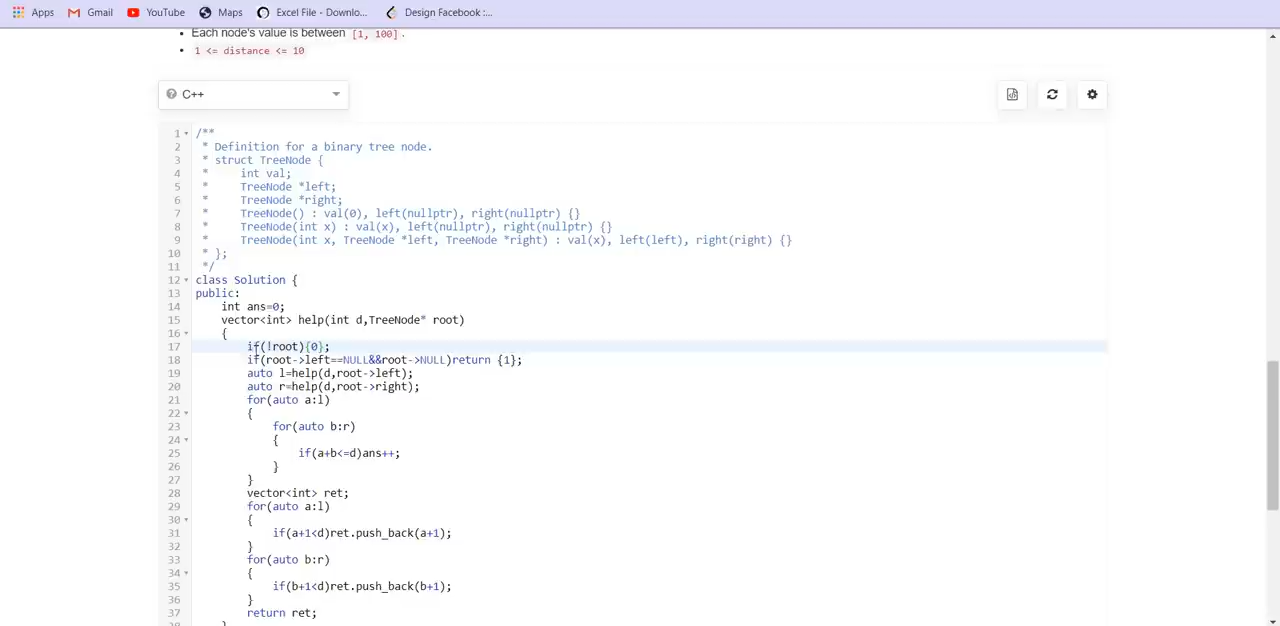 Apps Gmail YouTube Maps Excel File - Downlo... Design Facebook :...
• Each node's value is between [1, 100] .
• 1 <= distance <= 10
C++
1 /**
2  * Definition for a binary tree node.
3  * struct TreeNode {
4  *     int val;
5  *     TreeNode *left;
6  *     TreeNode *right;
7  *     TreeNode() : val(0), left(nullptr), right(nullptr) {}
8  *     TreeNode(int x) : val(x), left(nullptr), right(nullptr) {}
9  *     TreeNode(int x, TreeNode *left, TreeNode *right) : val(x), left(left), right(right) {}
10  * };
11  */
12 class Solution {
13 public:
14     int ans=0;
15     vector<int> help(int d,TreeNode* root)
16     {
17         if(!root){0};
18         if(root->left==NULL&&root->NULL)return {1};
19         auto l=help(d,root->left);
20         auto r=help(d,root->right);
21         for(auto a:l)
22         {
23             for(auto b:r)
24             {
25                 if(a+b<=d)ans++;
26             }
27         }
28         vector<int> ret;
29         for(auto a:l)
30         {
31             if(a+1<d)ret.push_back(a+1);
32         }
33         for(auto b:r)
34         {
35             if(b+1<d)ret.push_back(b+1);
36         }
37         return ret;
38     }